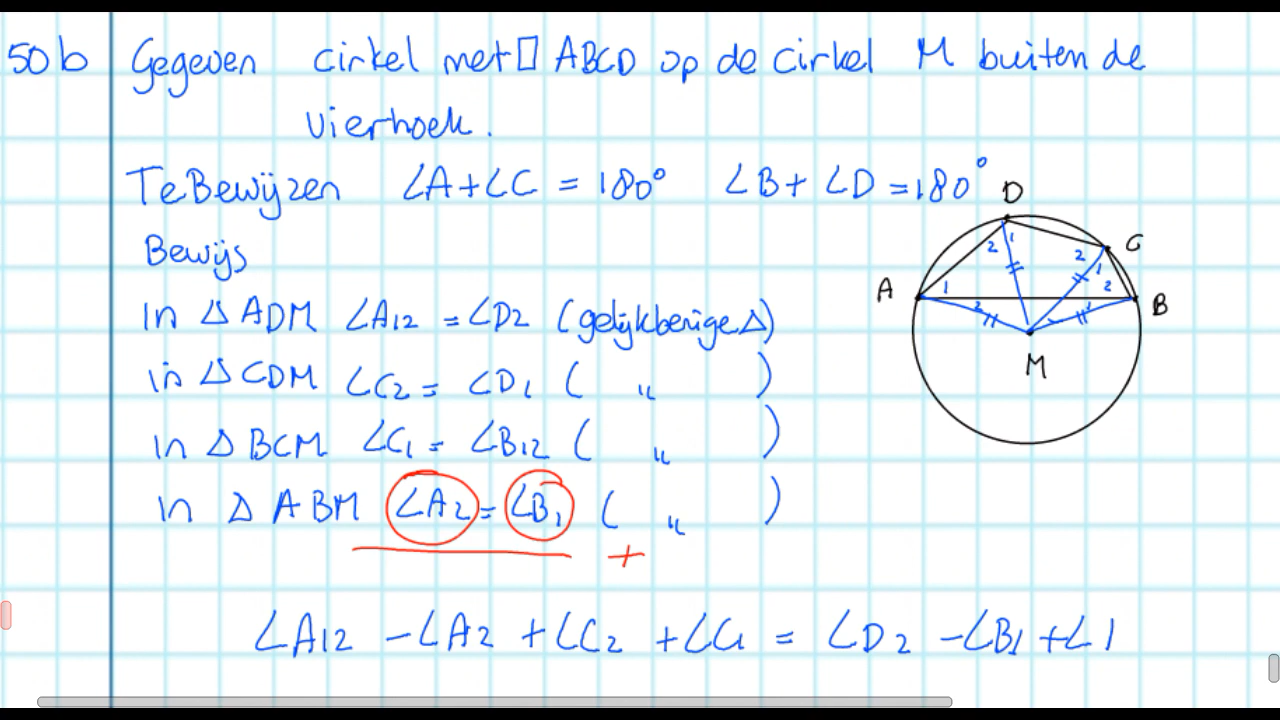 50b Gegeven cirkel met □ ABCD op de cirkel M buiten de
vierhoek.
Te Bewijzen ∠A+∠C = 180° ∠B+ ∠D = 180°
Bewijs
In Δ ADM ∠A12 = ∠D2 (gelijkbenige Δ)
in Δ CDM ∠C2 = ∠D1 ( " )
In Δ BCM ∠C1 = ∠B12 ( " )
In Δ ABM ∠A2 = ∠B1 ( " )
+
∠A12 - ∠A2 + ∠C2 + ∠C1 = ∠D2 - ∠B1 + ∠1
D
C
2 1
2
1
A
1
2
B
2
1
M